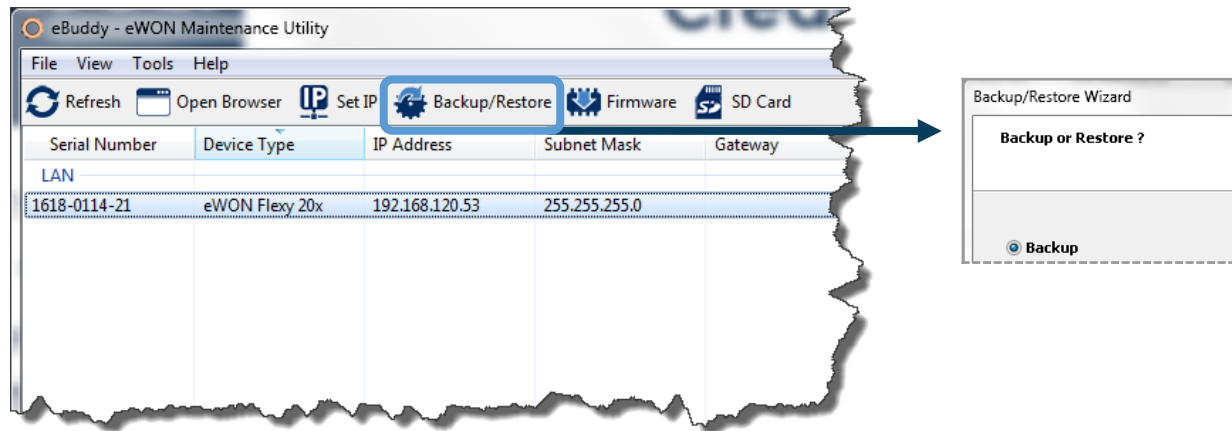 eBuddy - eWON Maintenance Utility
File View Tools Help
Refresh Open Browser Set IP Backup/Restore Firmware SD Card
Serial Number Device Type IP Address Subnet Mask Gateway
LAN
1618-0114-21 eWON Flexy 20x 192.168.120.53 255.255.255.0
Backup/Restore Wizard
Backup or Restore ?
Backup